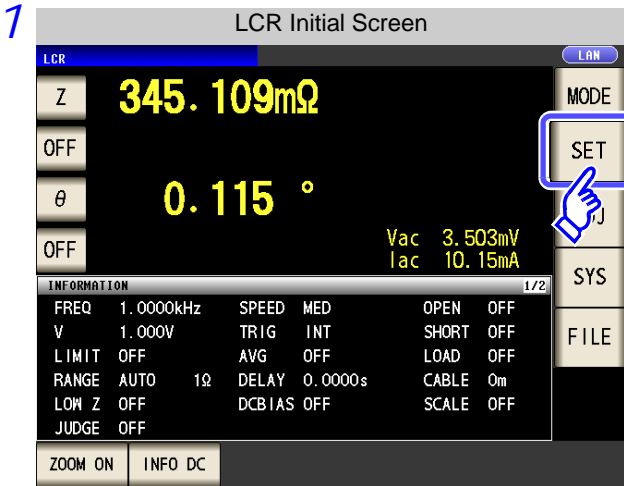 1
LCR Initial Screen
LCR
LAN
Z 345.109mΩ
MODE
OFF
SET
θ 0.115 °
OFF
Vac 3.503mV
Iac 10.15mA
SYS
INFORMATION 1/2
FREQ 1.0000kHz SPEED MED OPEN OFF
V 1.000V TRIG INT SHORT OFF
FILE
LIMIT OFF AVG OFF LOAD OFF
RANGE AUTO 1Ω DELAY 0.0000s CABLE 0m
LOW Z OFF DCBIAS OFF SCALE OFF
JUDGE OFF
ZOOM ON INFO DC